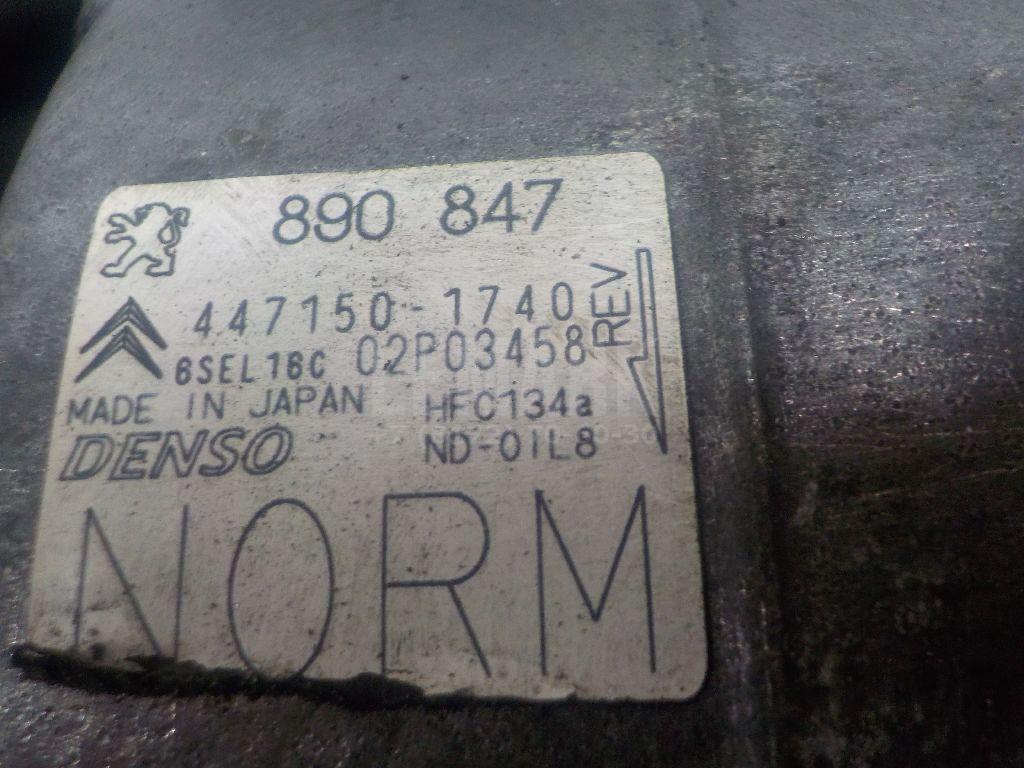 890 847
447150-1740
6SEL16C 02P03458
REV
MADE IN JAPAN HFC134a
DENSO ND-OIL8
NORM